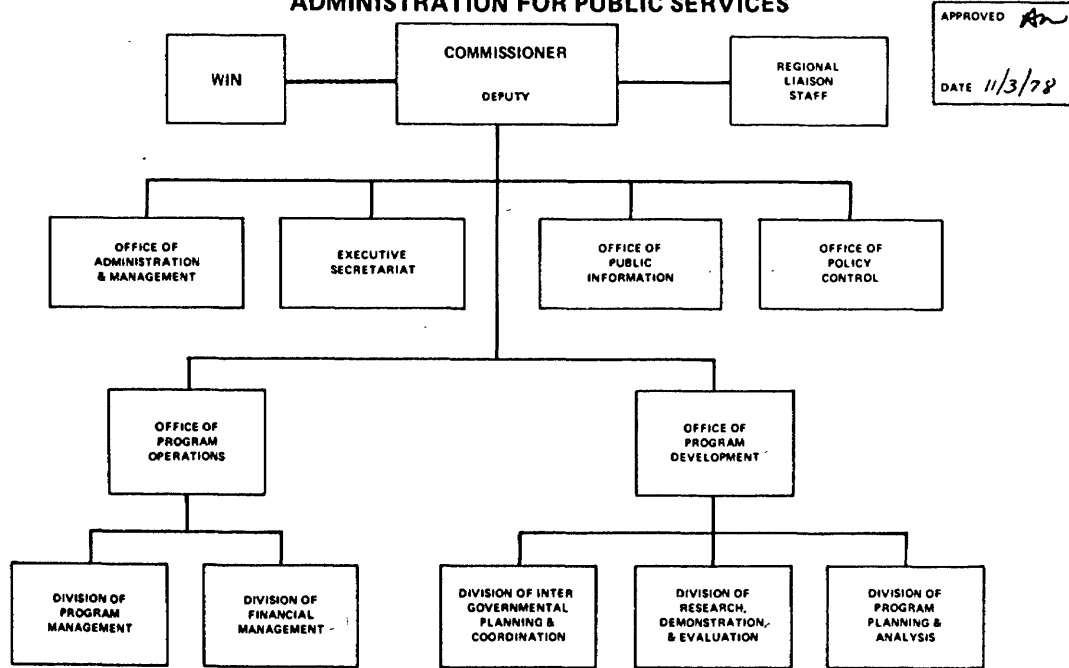 ADMINISTRATION FOR PUBLIC SERVICES
APPROVED
DATE 11/3/78
WIN
COMMISSIONER
DEPUTY
REGIONAL
LIAISON
STAFF
OFFICE OF
ADMINISTRATION
& MANAGEMENT
EXECUTIVE
SECRETARIAT
OFFICE OF
PUBLIC
INFORMATION
OFFICE OF
POLICY
CONTROL
OFFICE OF
PROGRAM
OPERATIONS
OFFICE OF
PROGRAM
DEVELOPMENT
DIVISION OF
PROGRAM
MANAGEMENT
DIVISION OF
FINANCIAL
MANAGEMENT
DIVISION OF INTER
GOVERNMENTAL
PLANNING &
COORDINATION
DIVISION OF
RESEARCH,
DEMONSTRATION,
& EVALUATION
DIVISION OF
PROGRAM
PLANNING &
ANALYSIS